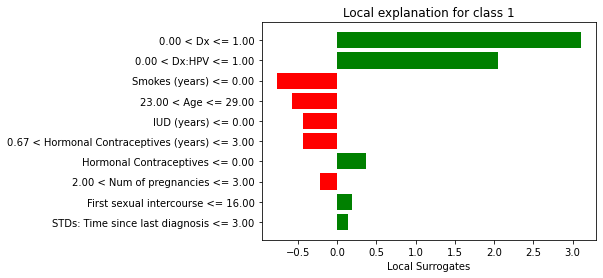 Local explanation for class 1
0.00 < Dx <= 1.00
0.00 < Dx:HPV <= 1.00
Smokes (years) <= 0.00
23.00 < Age <= 29.00
IUD (years) <= 0.00
0.67 < Hormonal Contraceptives (years) <= 3.00
Hormonal Contraceptives <= 0.00
2.00 < Num of pregnancies <= 3.00
First sexual intercourse <= 16.00
STDs: Time since last diagnosis <= 3.00
−0.5 0.0 0.5 1.0 1.5 2.0 2.5 3.0
Local Surrogates